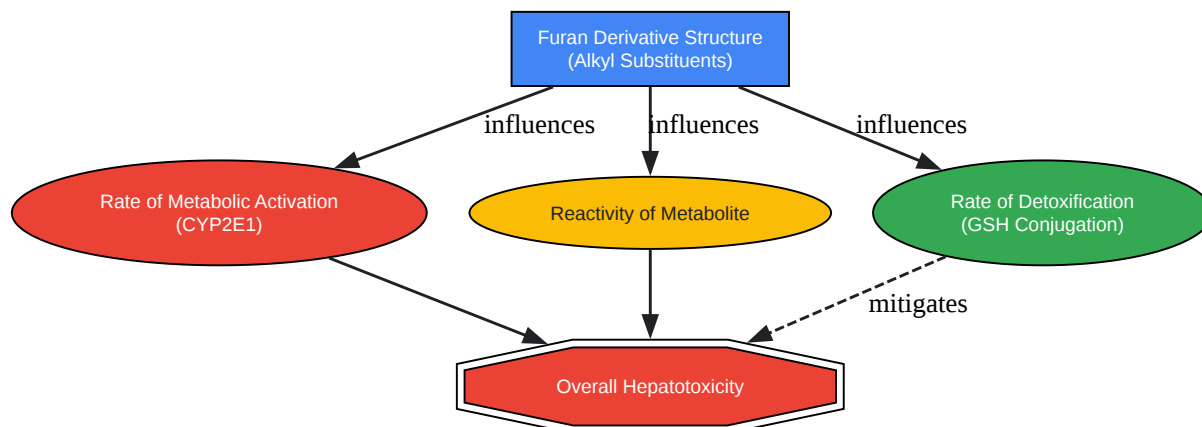 Furan Derivative Structure
(Alkyl Substituents)
influences
influences
influences
Rate of Metabolic Activation
(CYP2E1)
Reactivity of Metabolite
Rate of Detoxification
(GSH Conjugation)
mitigates
Overall Hepatotoxicity